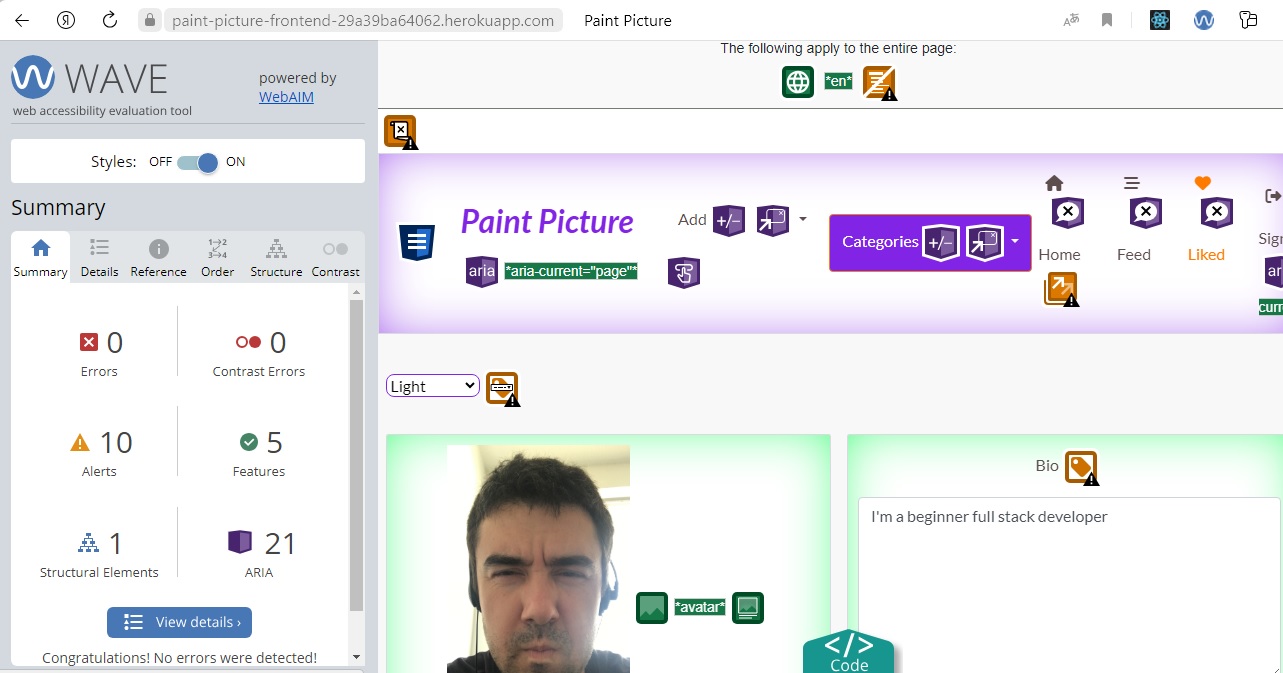 paint-picture-frontend-29a39ba64062.herokuapp.com Paint Picture
WAVE
web accessibility evaluation tool
powered by
WebAIM
Styles: OFF ON
Summary
Summary Details Reference Order Structure Contrast
0 0
Errors Contrast Errors
10 5
Alerts Features
1 21
Structural Elements ARIA
View details ›
Congratulations! No errors were detected!
The following apply to the entire page:
*en*
Paint Picture
aria *aria-current="page"*
Add +/-
Categories +/-
Home
Feed
Liked
Sign
ar
curr
Light
*avatar*
Bio
I'm a beginner full stack developer
</>
Code